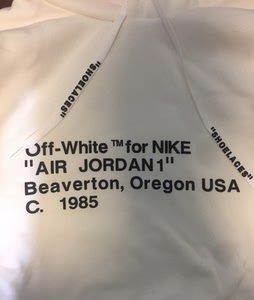 "SHOELACES"
"SHOELACES"
Off-White ™ for NIKE
"AIR JORDAN 1"
Beaverton, Oregon USA
C. 1985